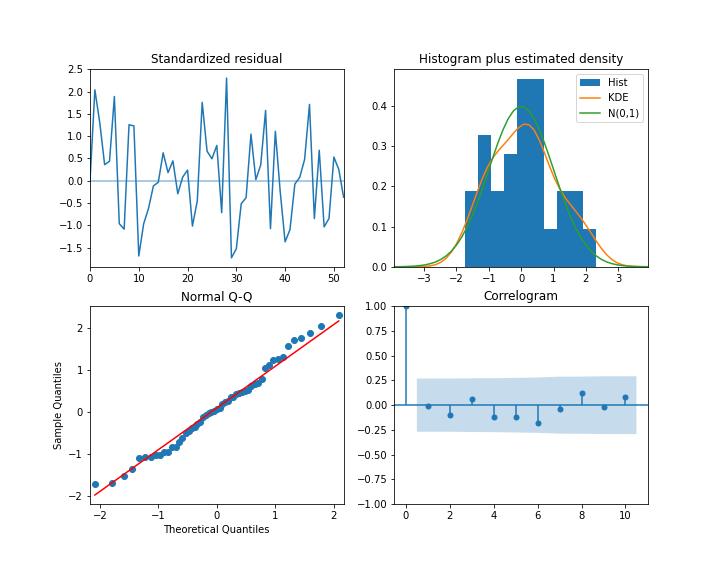 Standardized residual
2.5
2.0
1.5
1.0
0.5
0.0
−0.5
−1.0
−1.5
0 10 20 30 40 50
Histogram plus estimated density
Hist
KDE
N(0,1)
0.4
0.3
0.2
0.1
0.0
−3 −2 −1 0 1 2 3
Normal Q-Q
Sample Quantiles
2
1
0
−1
−2
−2 −1 0 1 2
Theoretical Quantiles
Correlogram
1.00
0.75
0.50
0.25
0.00
−0.25
−0.50
−0.75
−1.00
0 2 4 6 8 10